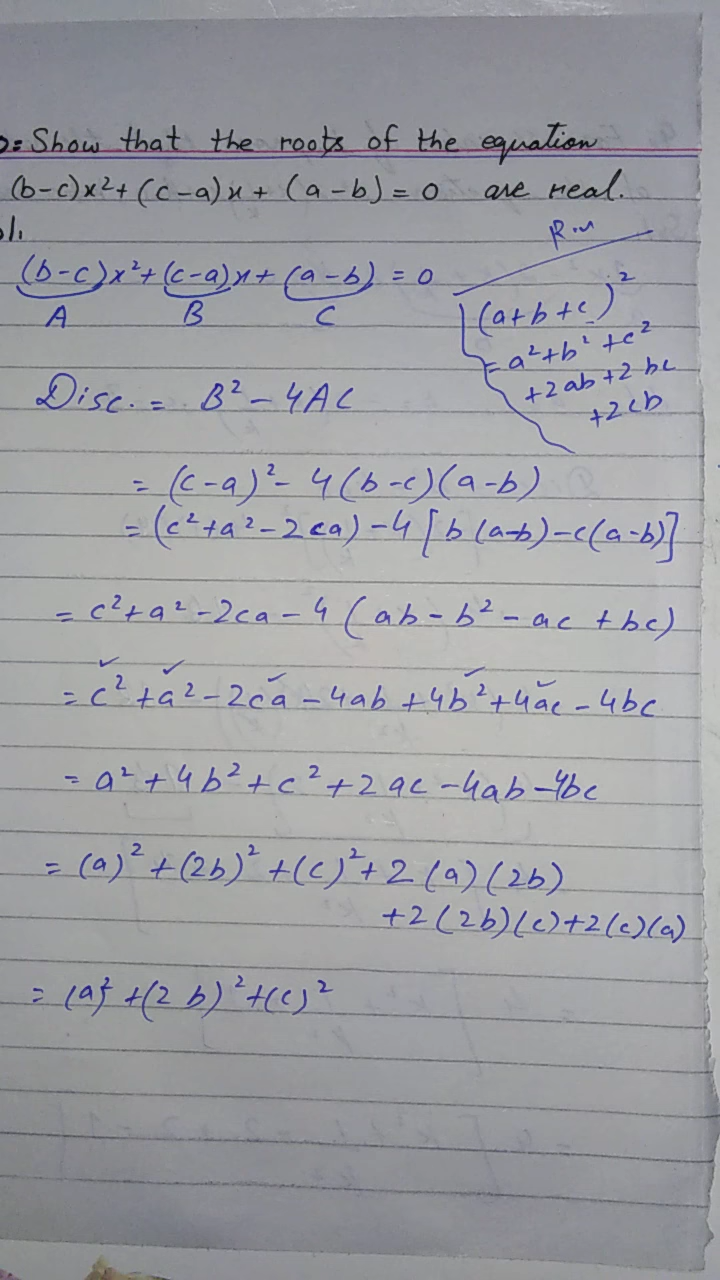 = Show that the roots of the equation
(b-c)x²+(c-a)x+(a-b)=0 are real.
(b-c)x²+(c-a)x+(a-b)=0
A B C
(a+b+c)²
=a²+b²+c²
+2ab+2bc
+2cb
Disc. = B²-4AC
= (c-a)²-4(b-c)(a-b)
=(c²+a²-2ca)-4[b(a-b)-c(a-b)]
=c²+a²-2ca-4(ab-b²-ac+bc)
=c²+a²-2ca-4ab+4b²+4ac-4bc
= a²+4b²+c²+2ac-4ab-4bc
= (a)²+(2b)²+(c)²+2(a)(2b)
+2(2b)(c)+2(c)(a)
= (a)²+(2b)²+(c)²